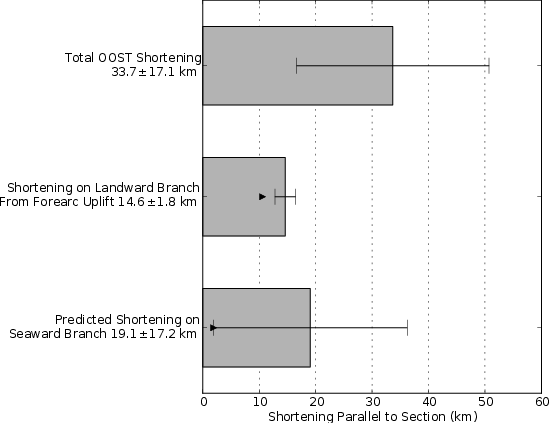 Total OOST Shortening
33.7±17.1 km
Shortening on Landward Branch
From Forearc Uplift 14.6±1.8 km
Predicted Shortening on
Seaward Branch 19.1±17.2 km
0 10 20 30 40 50 60
Shortening Parallel to Section (km)